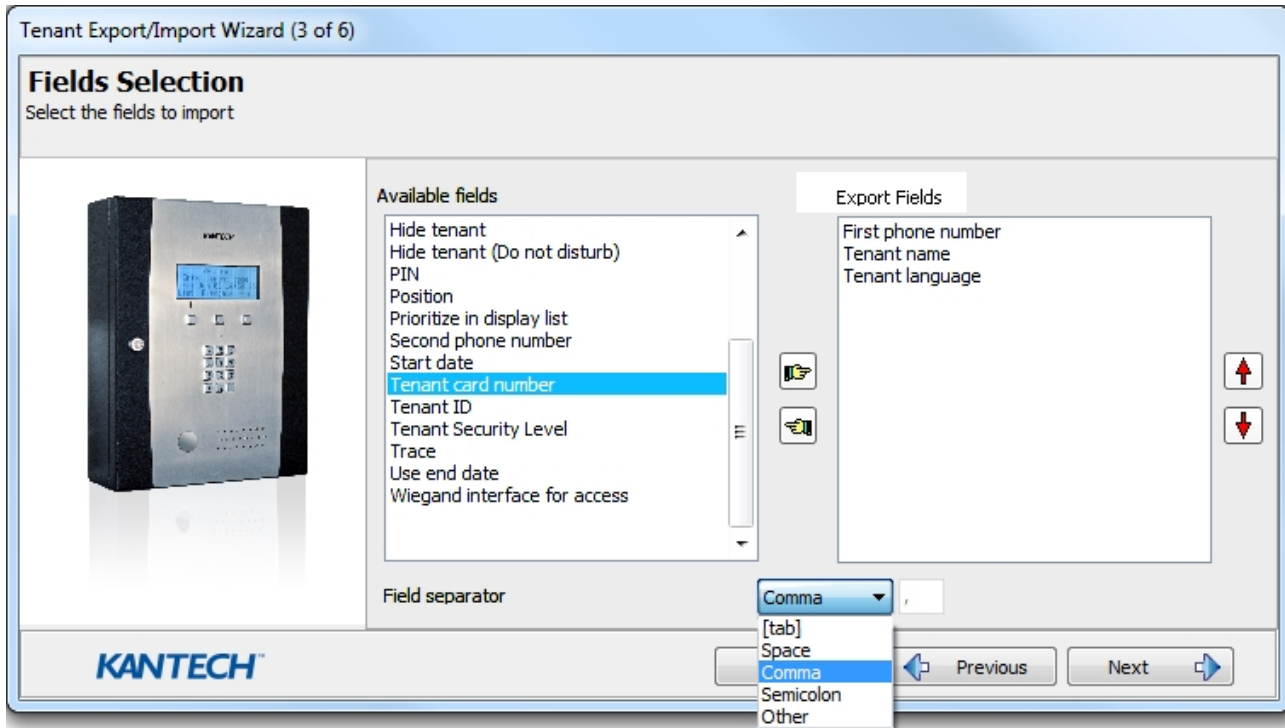 Tenant Export/Import Wizard (3 of 6)
Fields Selection
Select the fields to import
Available fields
Export Fields
Hide tenant
Hide tenant (Do not disturb)
PIN
Position
Prioritize in display list
Second phone number
Start date
Tenant card number
Tenant ID
Tenant Security Level
Trace
Use end date
Wiegand interface for access
First phone number
Tenant name
Tenant language
KANTECH
Field separator
Comma
,
[tab]
Space
Comma
Semicolon
Other
KANTECH
Previous
Next